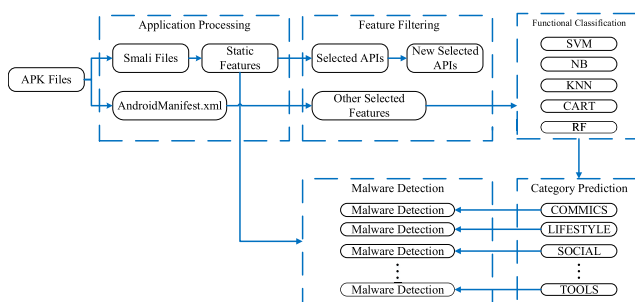 Application Processing
Feature Filtering
Functional Classification
APK Files
Smali Files
Static
Features
Selected APIs
New Selected
APIs
AndroidManifest.xml
Other Selected
Features
SVM
NB
KNN
CART
RF
Malware Detection
Category Prediction
Malware Detection
COMMICS
Malware Detection
LIFESTYLE
Malware Detection
SOCIAL
Malware Detection
TOOLS